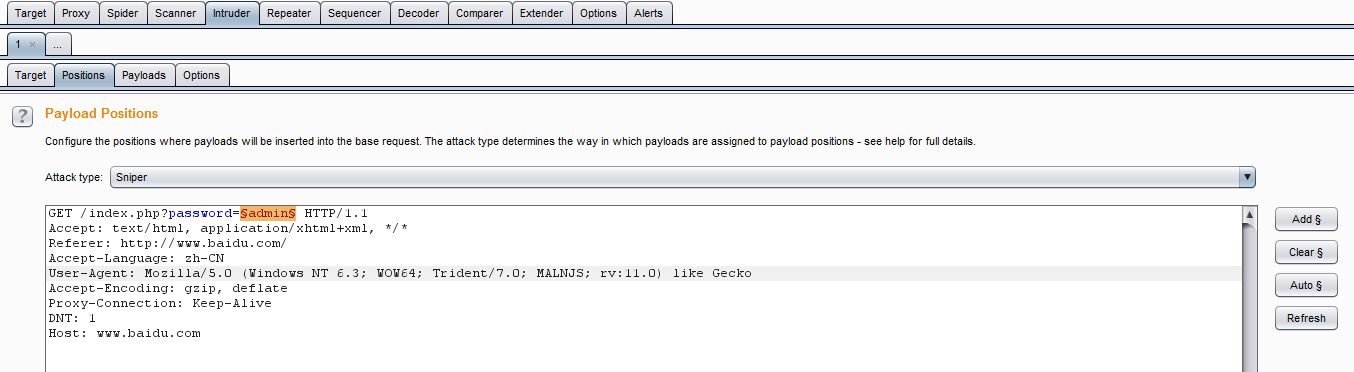 Target Proxy Spider Scanner Intruder Repeater Sequencer Decoder Comparer Extender Options Alerts
1 × ...
Target Positions Payloads Options
? Payload Positions
Configure the positions where payloads will be inserted into the base request. The attack type determines the way in which payloads are assigned to payload positions - see help for full details.
Attack type: Sniper
GET /index.php?password=§admin§ HTTP/1.1
Accept: text/html, application/xhtml+xml, */*
Referer: http://www.baidu.com/
Accept-Language: zh-CN
User-Agent: Mozilla/5.0 (Windows NT 6.3; WOW64; Trident/7.0; MALNJS; rv:11.0) like Gecko
Accept-Encoding: gzip, deflate
Proxy-Connection: Keep-Alive
DNT: 1
Host: www.baidu.com
Add §
Clear §
Auto §
Refresh